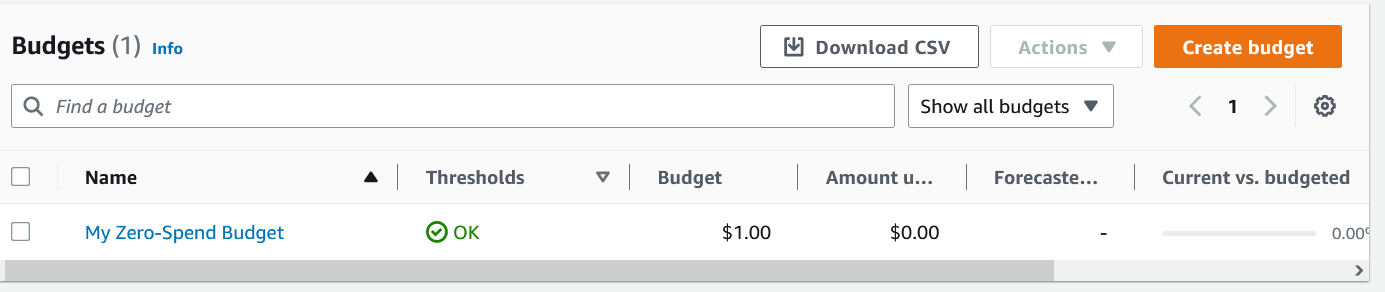 Budgets (1) Info
Download CSV
Actions
Create budget
Find a budget
Show all budgets
1
Name
Thresholds
Budget
Amount u...
Forecaste...
Current vs. budgeted
My Zero-Spend Budget
OK
$1.00
$0.00
-
0.00%